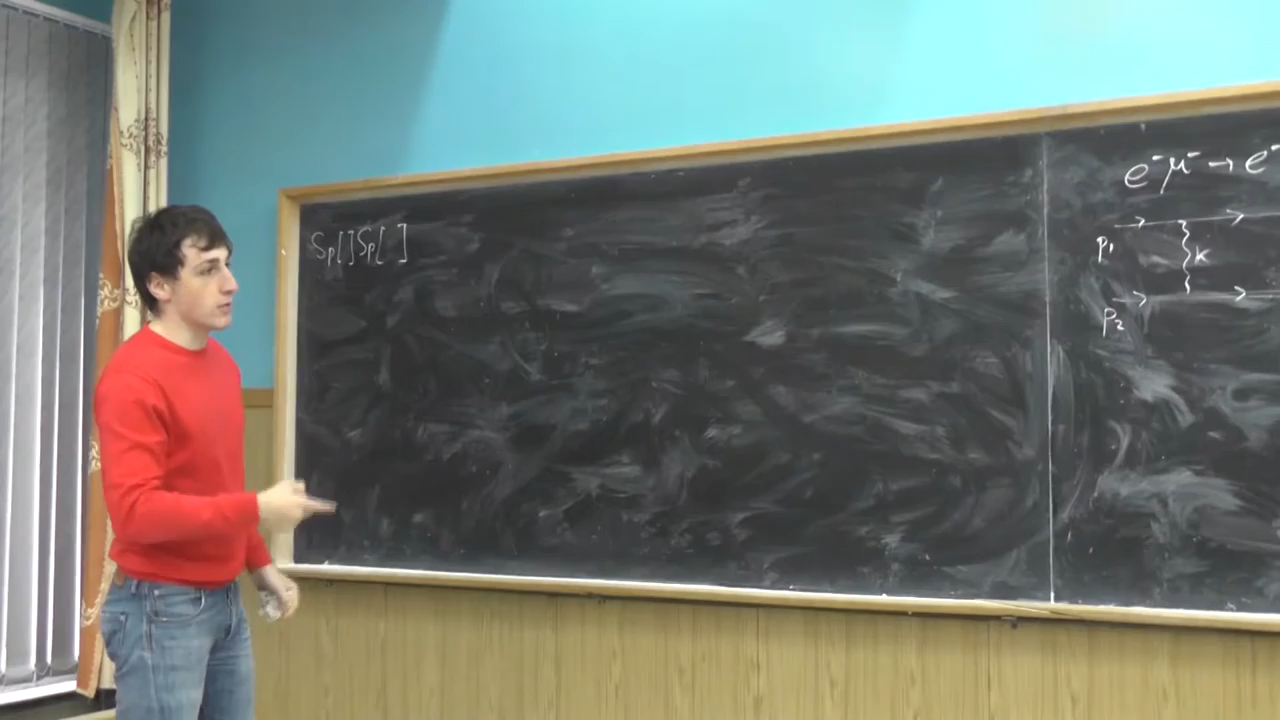 Sp[ ]Sp[ ]
e⁻μ⁻ → e⁻
p₁
k
p₂